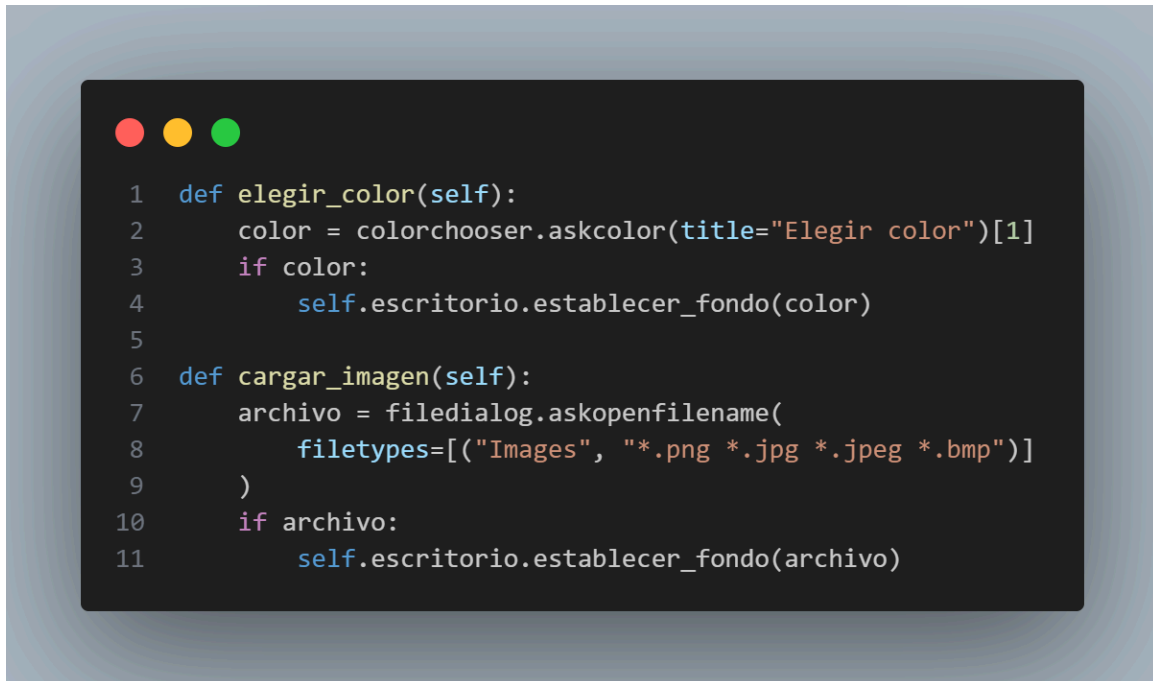 1 def elegir_color(self):
2     color = colorchooser.askcolor(title="Elegir color")[1]
3     if color:
4         self.escritorio.establecer_fondo(color)
5
6 def cargar_imagen(self):
7     archivo = filedialog.askopenfilename(
8         filetypes=[("Images", "*.png *.jpg *.jpeg *.bmp")]
9     )
10     if archivo:
11         self.escritorio.establecer_fondo(archivo)